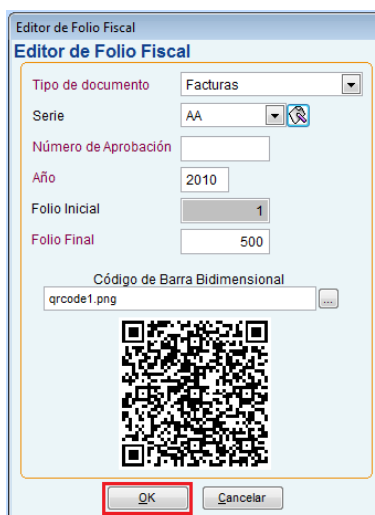 Editor de Folio Fiscal
Editor de Folio Fiscal
Tipo de documento Facturas
Serie AA
Número de Aprobación
Año 2010
Folio Inicial 1
Folio Final 500
Código de Barra Bidimensional
qrcode1.png ...
OK Cancelar